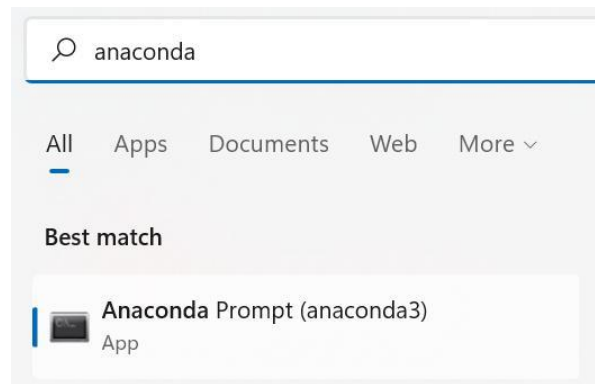 anaconda
All Apps Documents Web More
Best match
Anaconda Prompt (anaconda3)
App